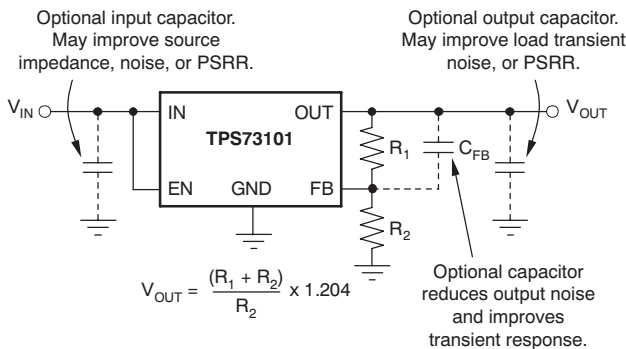 Optional input capacitor.
May improve source
impedance, noise, or PSRR.
Optional output capacitor.
May improve load transient
noise, or PSRR.
V_IN
IN
OUT
TPS73101
EN
GND
FB
R_1
C_FB
R_2
V_OUT
V_OUT = (R_1 + R_2) / R_2 x 1.204
Optional capacitor
reduces output noise
and improves
transient response.